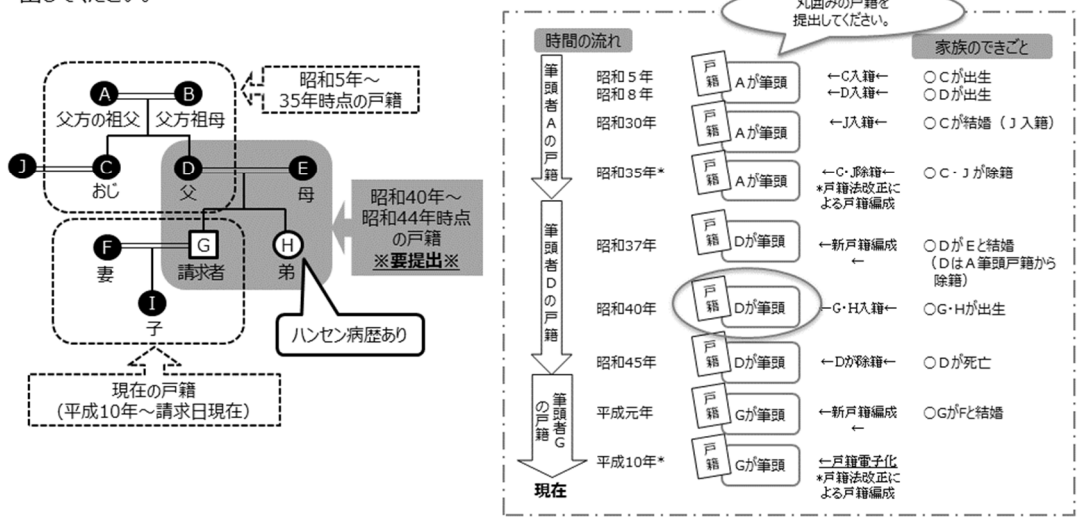 出してください。
丸囲みの戸籍を
提出してください。
昭和5年～
35年時点の戸籍
A
B
父方の祖父
父方祖母
J
C
D
E
おじ
父
母
昭和40年～
昭和44年時点
の戸籍
※要提出※
F
G
H
妻
請求者
弟
I
子
ハンセン病歴あり
現在の戸籍
(平成10年～請求日現在)
時間の流れ
家族のできごと
筆頭者Aの戸籍
昭和5年
昭和8年
戸籍
Aが筆頭
←C入籍←
←D入籍←
○Cが出生
○Dが出生
昭和30年
戸籍
Aが筆頭
←J入籍←
○Cが結婚（J入籍）
昭和35年*
戸籍
Aが筆頭
←C・J除籍←
*戸籍法改正に
よる戸籍編成
○C・Jが除籍
筆頭者Dの戸籍
昭和37年
戸籍
Dが筆頭
←新戸籍編成
←
○DがEと結婚
（DはA筆頭戸籍から
除籍）
昭和40年
戸籍
Dが筆頭
←G・H入籍←
○G・Hが出生
昭和45年
戸籍
Dが筆頭
←Dが除籍←
○Dが死亡
筆頭者G
の戸籍
平成元年
戸籍
Gが筆頭
←新戸籍編成
←
○GがFと結婚
平成10年*
戸籍
Gが筆頭
←戸籍電子化
*戸籍法改正に
よる戸籍編成
現在